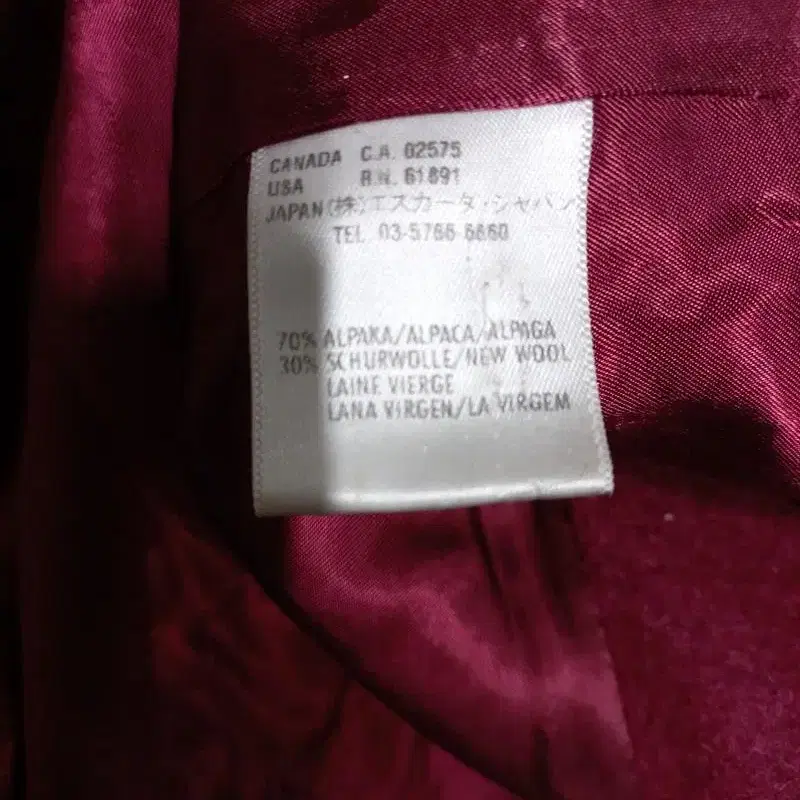 CANADA C.A. 02575
USA R.N. 61891
JAPAN (株)エスカーダ・ジャパン
TEL 03-5766-6660
70% ALPAKA/ALPACA/ALPAGA
30% SCHURWOLLE/NEW WOOL
LAINE VIERGE
LANA VIRGEN/LA VIRGEM